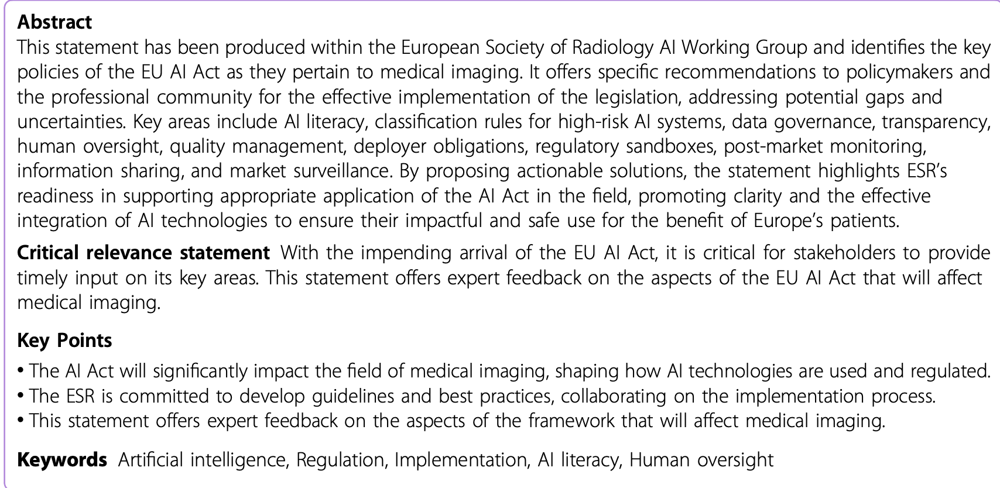 Abstract
This statement has been produced within the European Society of Radiology AI Working Group and identifies the key
policies of the EU AI Act as they pertain to medical imaging. It offers specific recommendations to policymakers and
the professional community for the effective implementation of the legislation, addressing potential gaps and
uncertainties. Key areas include AI literacy, classification rules for high-risk AI systems, data governance, transparency,
human oversight, quality management, deployer obligations, regulatory sandboxes, post-market monitoring,
information sharing, and market surveillance. By proposing actionable solutions, the statement highlights ESR’s
readiness in supporting appropriate application of the AI Act in the field, promoting clarity and the effective
integration of AI technologies to ensure their impactful and safe use for the benefit of Europe’s patients.
Critical relevance statement With the impending arrival of the EU AI Act, it is critical for stakeholders to provide
timely input on its key areas. This statement offers expert feedback on the aspects of the EU AI Act that will affect
medical imaging.
Key Points
• The AI Act will significantly impact the field of medical imaging, shaping how AI technologies are used and regulated.
• The ESR is committed to develop guidelines and best practices, collaborating on the implementation process.
• This statement offers expert feedback on the aspects of the framework that will affect medical imaging.
Keywords Artificial intelligence, Regulation, Implementation, AI literacy, Human oversight